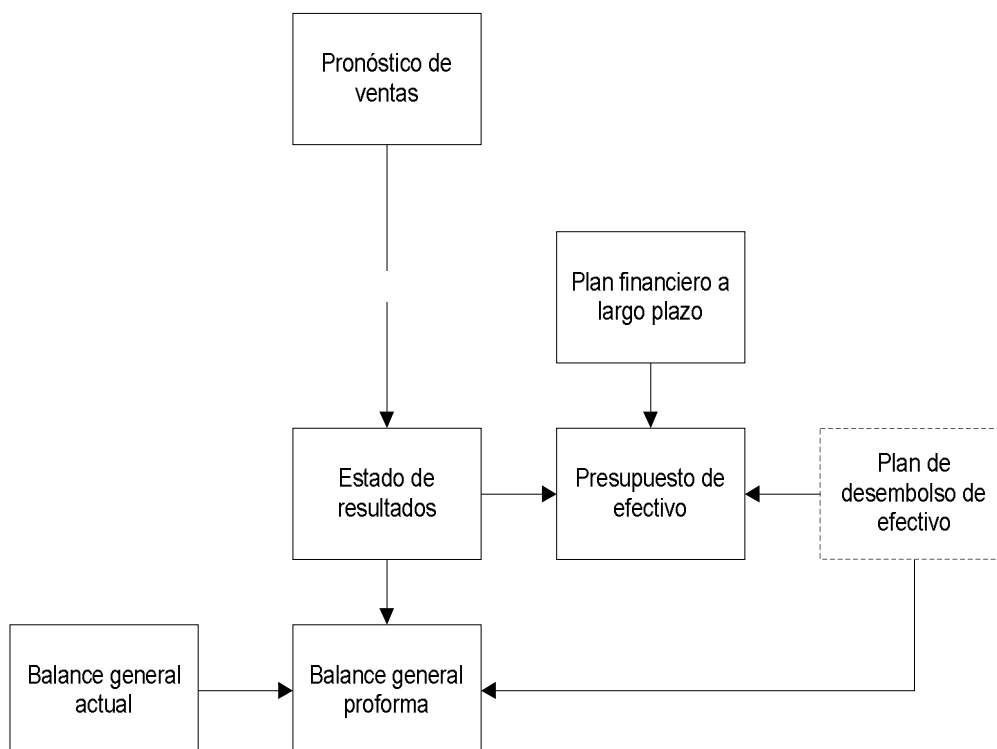 Pronóstico de
ventas
Plan financiero a
largo plazo
Estado de
resultados
Presupuesto de
efectivo
Plan de
desembolso de
efectivo
Balance general
actual
Balance general
proforma